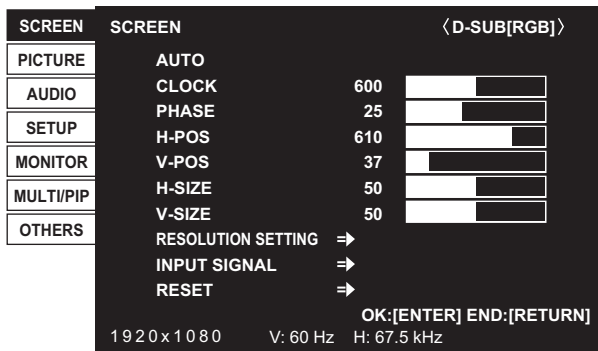 SCREEN
PICTURE
AUDIO
SETUP
MONITOR
MULTI/PIP
OTHERS
SCREEN 〈D-SUB[RGB]〉
AUTO
CLOCK 600
PHASE 25
H-POS 610
V-POS 37
H-SIZE 50
V-SIZE 50
RESOLUTION SETTING
INPUT SIGNAL
RESET
OK:[ENTER] END:[RETURN]
1920x1080 V: 60 Hz H: 67.5 kHz